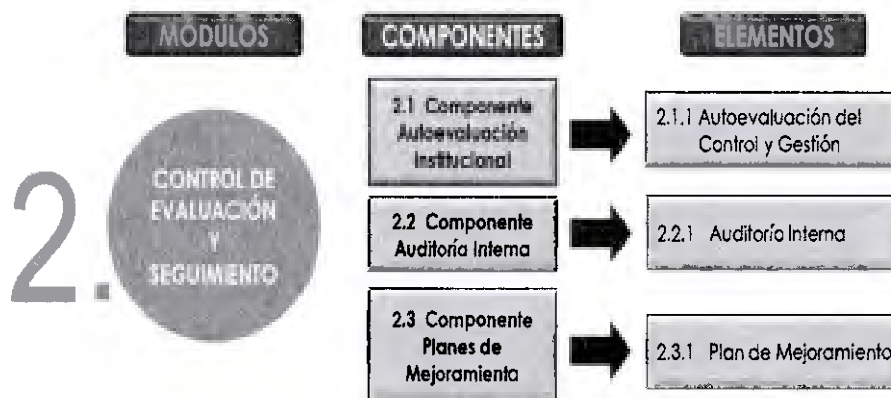 MÓDULOS
COMPONENTES
ELEMENTOS
2.
CONTROL DE
EVALUACIÓN
Y
SEGUIMIENTO
2.1 Componente
Autoevaluación
Institucional
2.1.1 Autoevaluación del
Control y Gestión
2.2 Componente
Auditoría Interna
2.2.1 Auditoría Interna
2.3 Componente
Planes de
Mejoramiento
2.3.1 Plan de Mejoramiento